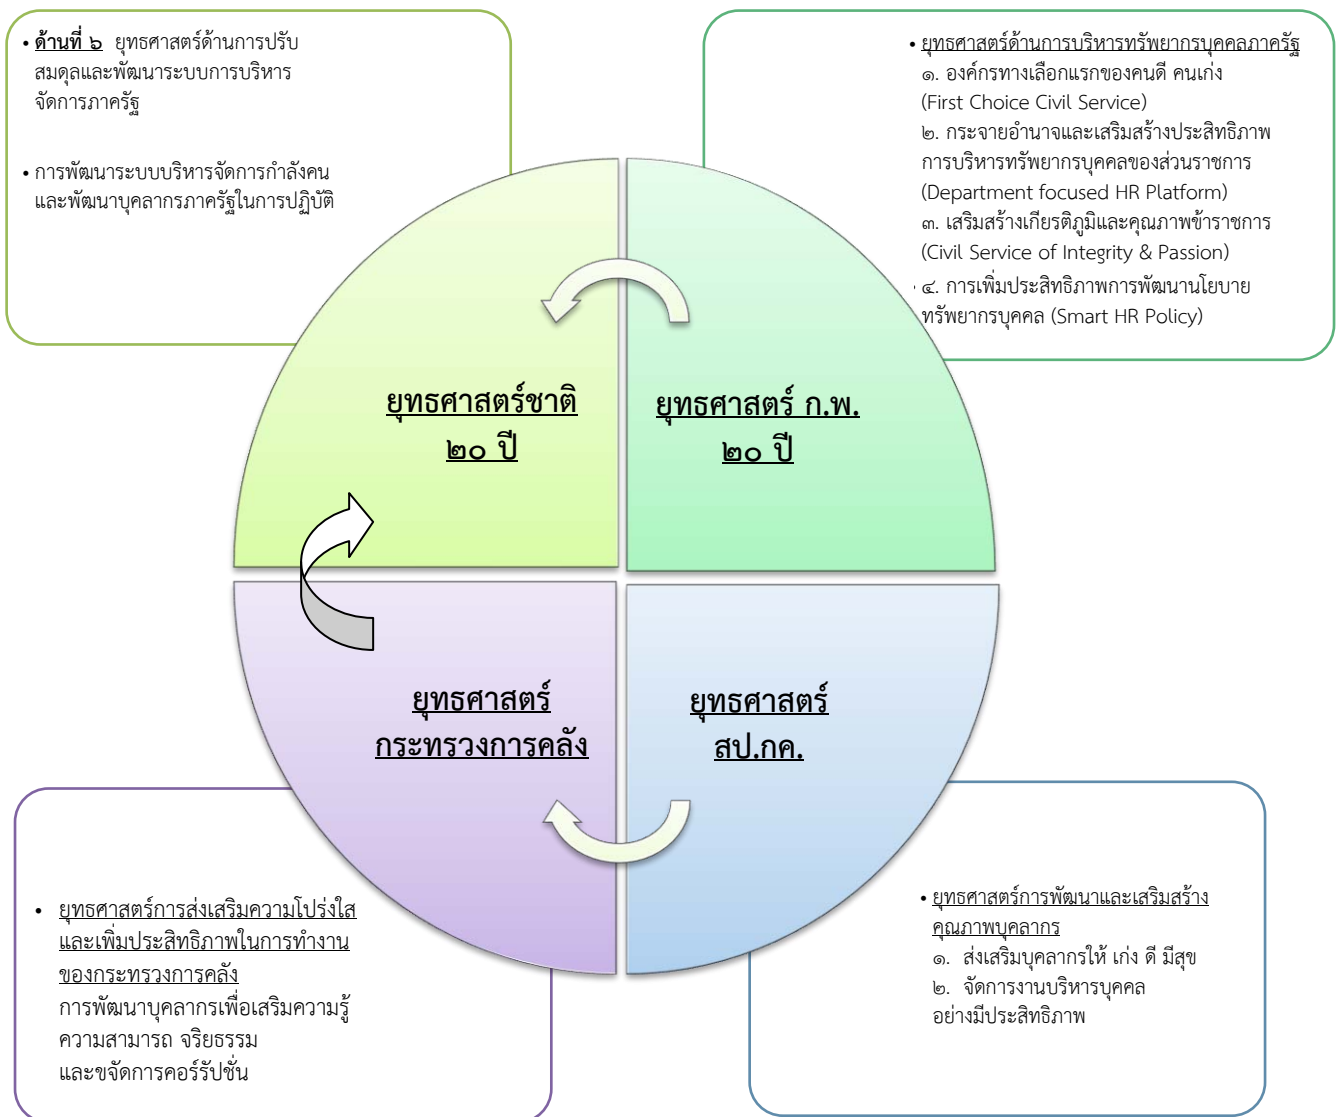 • ด้านที่ ๖ ยุทธศาสตร์ด้านการปรับ
สมดุลและพัฒนาระบบการบริหาร
จัดการภาครัฐ
• การพัฒนาระบบบริหารจัดการกำลังคน
และพัฒนาบุคลากรภาครัฐในการปฏิบัติ
• ยุทธศาสตร์ด้านการบริหารทรัพยากรบุคคลภาครัฐ
๑. องค์กรทางเลือกแรกของคนดี คนเก่ง
(First Choice Civil Service)
๒. กระจายอำนาจและเสริมสร้างประสิทธิภาพ
การบริหารทรัพยากรบุคคลของส่วนราชการ
(Department focused HR Platform)
๓. เสริมสร้างเกียรติภูมิและคุณภาพข้าราชการ
(Civil Service of Integrity & Passion)
• ๔. การเพิ่มประสิทธิภาพการพัฒนานโยบาย
ทรัพยากรบุคคล (Smart HR Policy)
ยุทธศาสตร์ชาติ
๒๐ ปี
ยุทธศาสตร์ ก.พ.
๒๐ ปี
ยุทธศาสตร์
กระทรวงการคลัง
ยุทธศาสตร์
สป.กค.
• ยุทธศาสตร์การส่งเสริมความโปร่งใส
และเพิ่มประสิทธิภาพในการทำงาน
ของกระทรวงการคลัง
การพัฒนาบุคลากรเพื่อเสริมความรู้
ความสามารถ จริยธรรม
และขจัดการคอร์รัปชั่น
• ยุทธศาสตร์การพัฒนาและเสริมสร้าง
คุณภาพบุคลากร
๑. ส่งเสริมบุคลากรให้ เก่ง ดี มีสุข
๒. จัดการงานบริหารบุคคล
อย่างมีประสิทธิภาพ